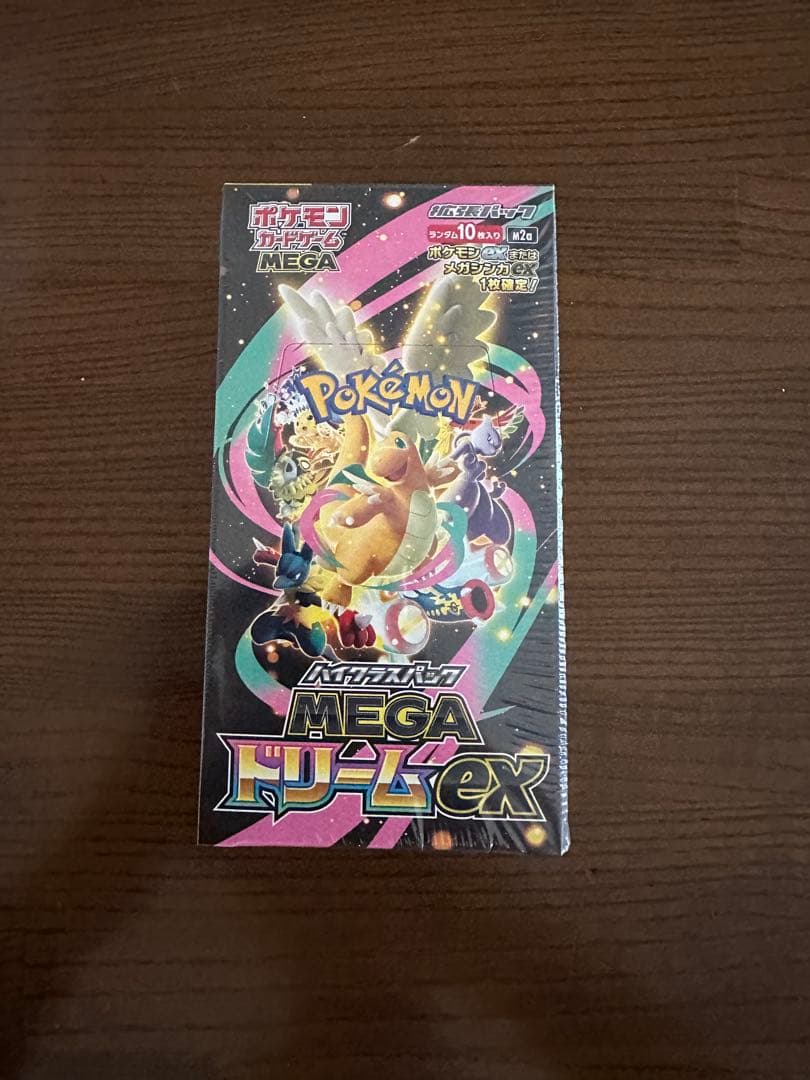 ポケモン
カードゲーム
MEGA
拡張パック
ランダム10枚入り M2a
ポケモンexまたは
メガシンカex
1枚確定!
POKéMON
ハイクラスパック
MEGA
ドリームex